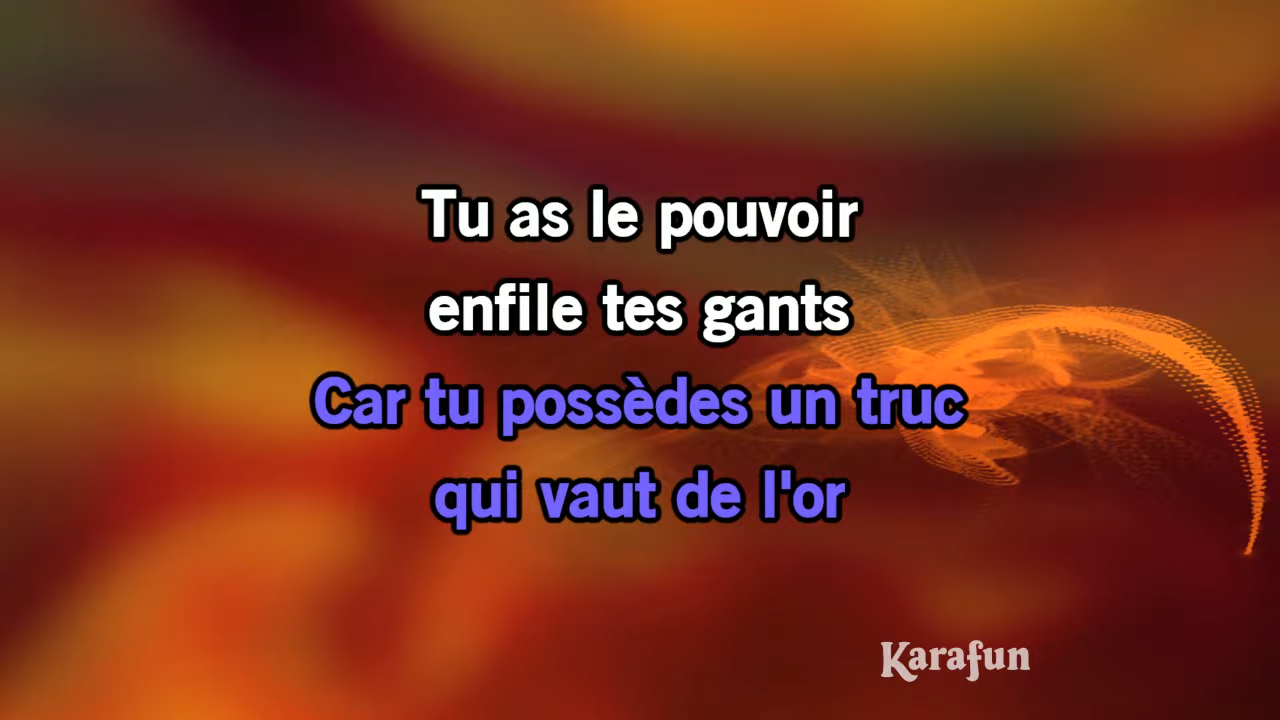 Tu as le pouvoir
enfile tes gants
Car tu possèdes un truc
qui vaut de l'or
Karafun